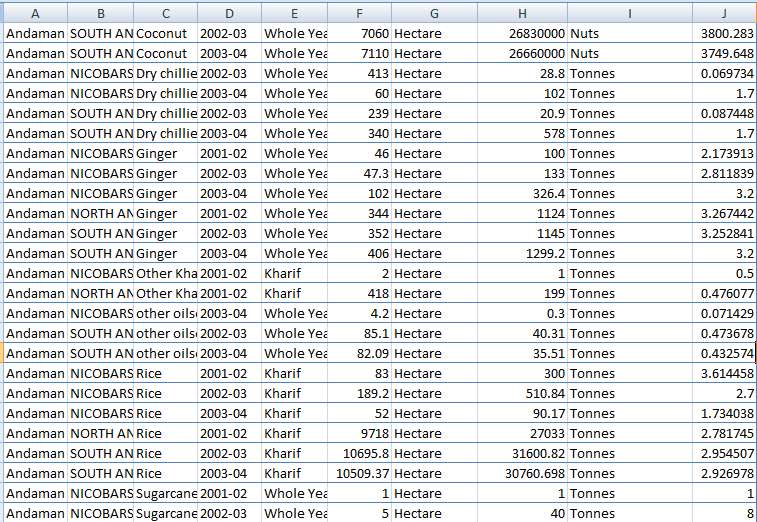 A B C D E F G H I J
Andaman SOUTH AN Coconut 2002-03 Whole Yea 7060 Hectare 26830000 Nuts 3800.283
Andaman SOUTH AN Coconut 2003-04 Whole Yea 7110 Hectare 26660000 Nuts 3749.648
Andaman NICOBARS Dry chillie 2002-03 Whole Yea 413 Hectare 28.8 Tonnes 0.069734
Andaman NICOBARS Dry chillie 2003-04 Whole Yea 60 Hectare 102 Tonnes 1.7
Andaman SOUTH AN Dry chillie 2002-03 Whole Yea 239 Hectare 20.9 Tonnes 0.087448
Andaman SOUTH AN Dry chillie 2003-04 Whole Yea 340 Hectare 578 Tonnes 1.7
Andaman NICOBARS Ginger 2001-02 Whole Yea 46 Hectare 100 Tonnes 2.173913
Andaman NICOBARS Ginger 2002-03 Whole Yea 47.3 Hectare 133 Tonnes 2.811839
Andaman NICOBARS Ginger 2003-04 Whole Yea 102 Hectare 326.4 Tonnes 3.2
Andaman NORTH AN Ginger 2001-02 Whole Yea 344 Hectare 1124 Tonnes 3.267442
Andaman SOUTH AN Ginger 2002-03 Whole Yea 352 Hectare 1145 Tonnes 3.252841
Andaman SOUTH AN Ginger 2003-04 Whole Yea 406 Hectare 1299.2 Tonnes 3.2
Andaman NICOBARS Other Kha 2001-02 Kharif 2 Hectare 1 Tonnes 0.5
Andaman NORTH AN Other Kha 2001-02 Kharif 418 Hectare 199 Tonnes 0.476077
Andaman NICOBARS other oils 2003-04 Whole Yea 4.2 Hectare 0.3 Tonnes 0.071429
Andaman SOUTH AN other oils 2002-03 Whole Yea 85.1 Hectare 40.31 Tonnes 0.473678
Andaman SOUTH AN other oils 2003-04 Whole Yea 82.09 Hectare 35.51 Tonnes 0.432574
Andaman NICOBARS Rice 2001-02 Kharif 83 Hectare 300 Tonnes 3.614458
Andaman NICOBARS Rice 2002-03 Kharif 189.2 Hectare 510.84 Tonnes 2.7
Andaman NICOBARS Rice 2003-04 Kharif 52 Hectare 90.17 Tonnes 1.734038
Andaman NORTH AN Rice 2001-02 Kharif 9718 Hectare 27033 Tonnes 2.781745
Andaman SOUTH AN Rice 2002-03 Kharif 10695.8 Hectare 31600.82 Tonnes 2.954507
Andaman SOUTH AN Rice 2003-04 Kharif 10509.37 Hectare 30760.698 Tonnes 2.926978
Andaman NICOBARS Sugarcane 2001-02 Whole Yea 1 Hectare 1 Tonnes 1
Andaman NICOBARS Sugarcane 2002-03 Whole Yea 5 Hectare 40 Tonnes 8